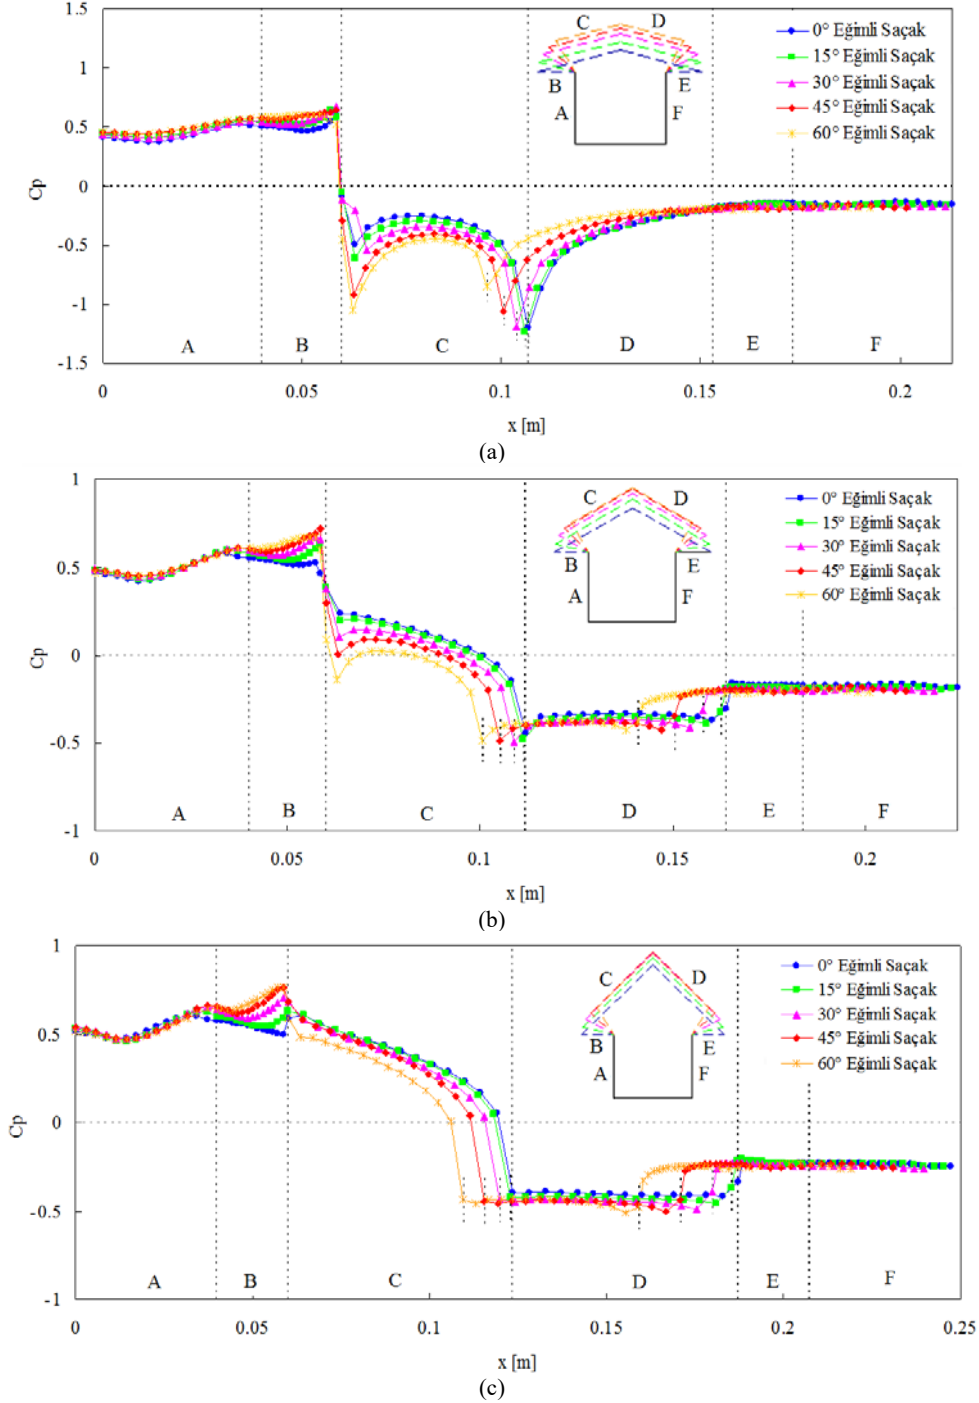 1.5
1
0.5
0
-0.5
-1
-1.5
Cp
C D
B E
A F
0° Eğimli Saçak
15° Eğimli Saçak
30° Eğimli Saçak
45° Eğimli Saçak
60° Eğimli Saçak
A B C D E F
0 0.05 0.1 0.15 0.2
x [m]
(a)
1
0.5
0
-0.5
-1
Cp
C D
B E
A F
0° Eğimli Saçak
15° Eğimli Saçak
30° Eğimli Saçak
45° Eğimli Saçak
60° Eğimli Saçak
A B C D E F
0 0.05 0.1 0.15 0.2
x [m]
(b)
1
0.5
0
-0.5
-1
Cp
C D
B E
A F
0° Eğimli Saçak
15° Eğimli Saçak
30° Eğimli Saçak
45° Eğimli Saçak
60° Eğimli Saçak
A B C D E F
0 0.05 0.1 0.15 0.2 0.25
x [m]
(c)